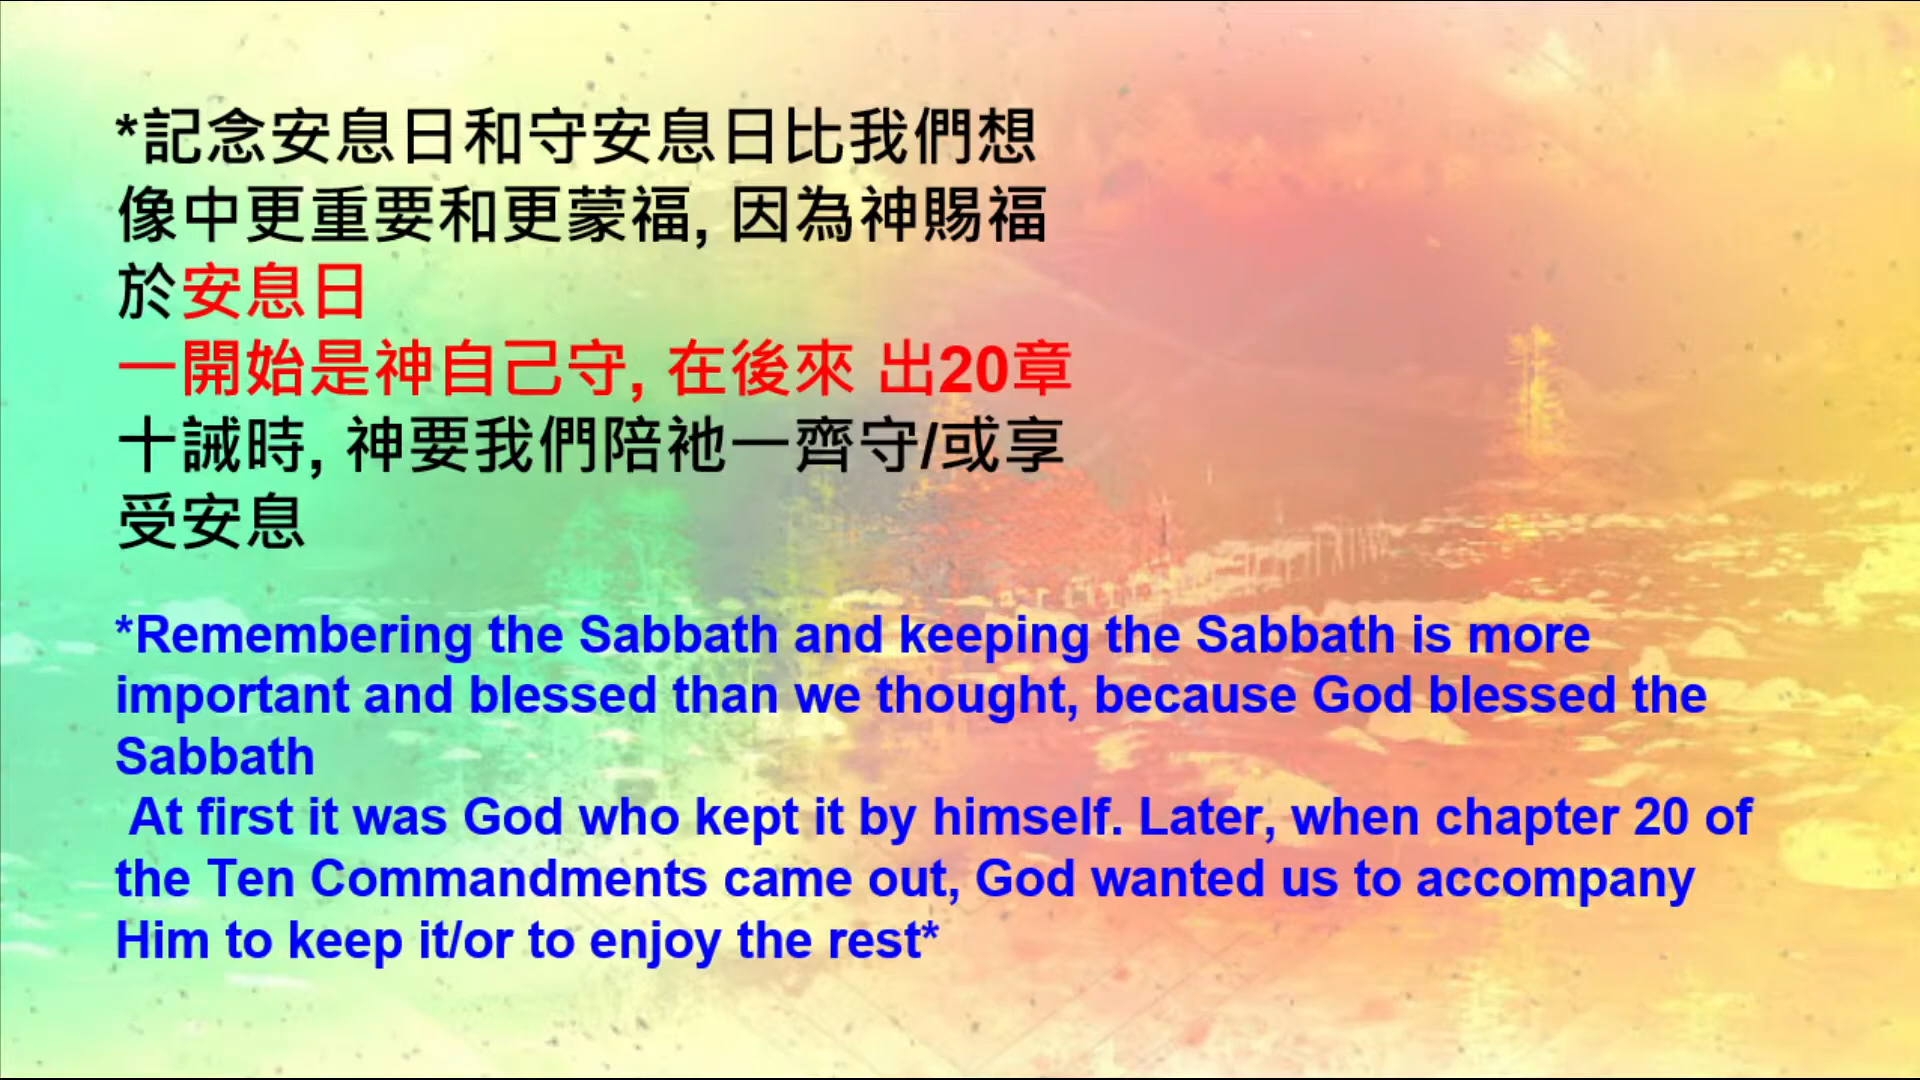 *記念安息日和守安息日比我們想
像中更重要和更蒙福, 因為神賜福
於安息日
一開始是神自己守, 在後來 出20章
十誡時, 神要我們陪祂一齊守/或享
受安息
*Remembering the Sabbath and keeping the Sabbath is more
important and blessed than we thought, because God blessed the
Sabbath
At first it was God who kept it by himself. Later, when chapter 20 of
the Ten Commandments came out, God wanted us to accompany
Him to keep it/or to enjoy the rest*